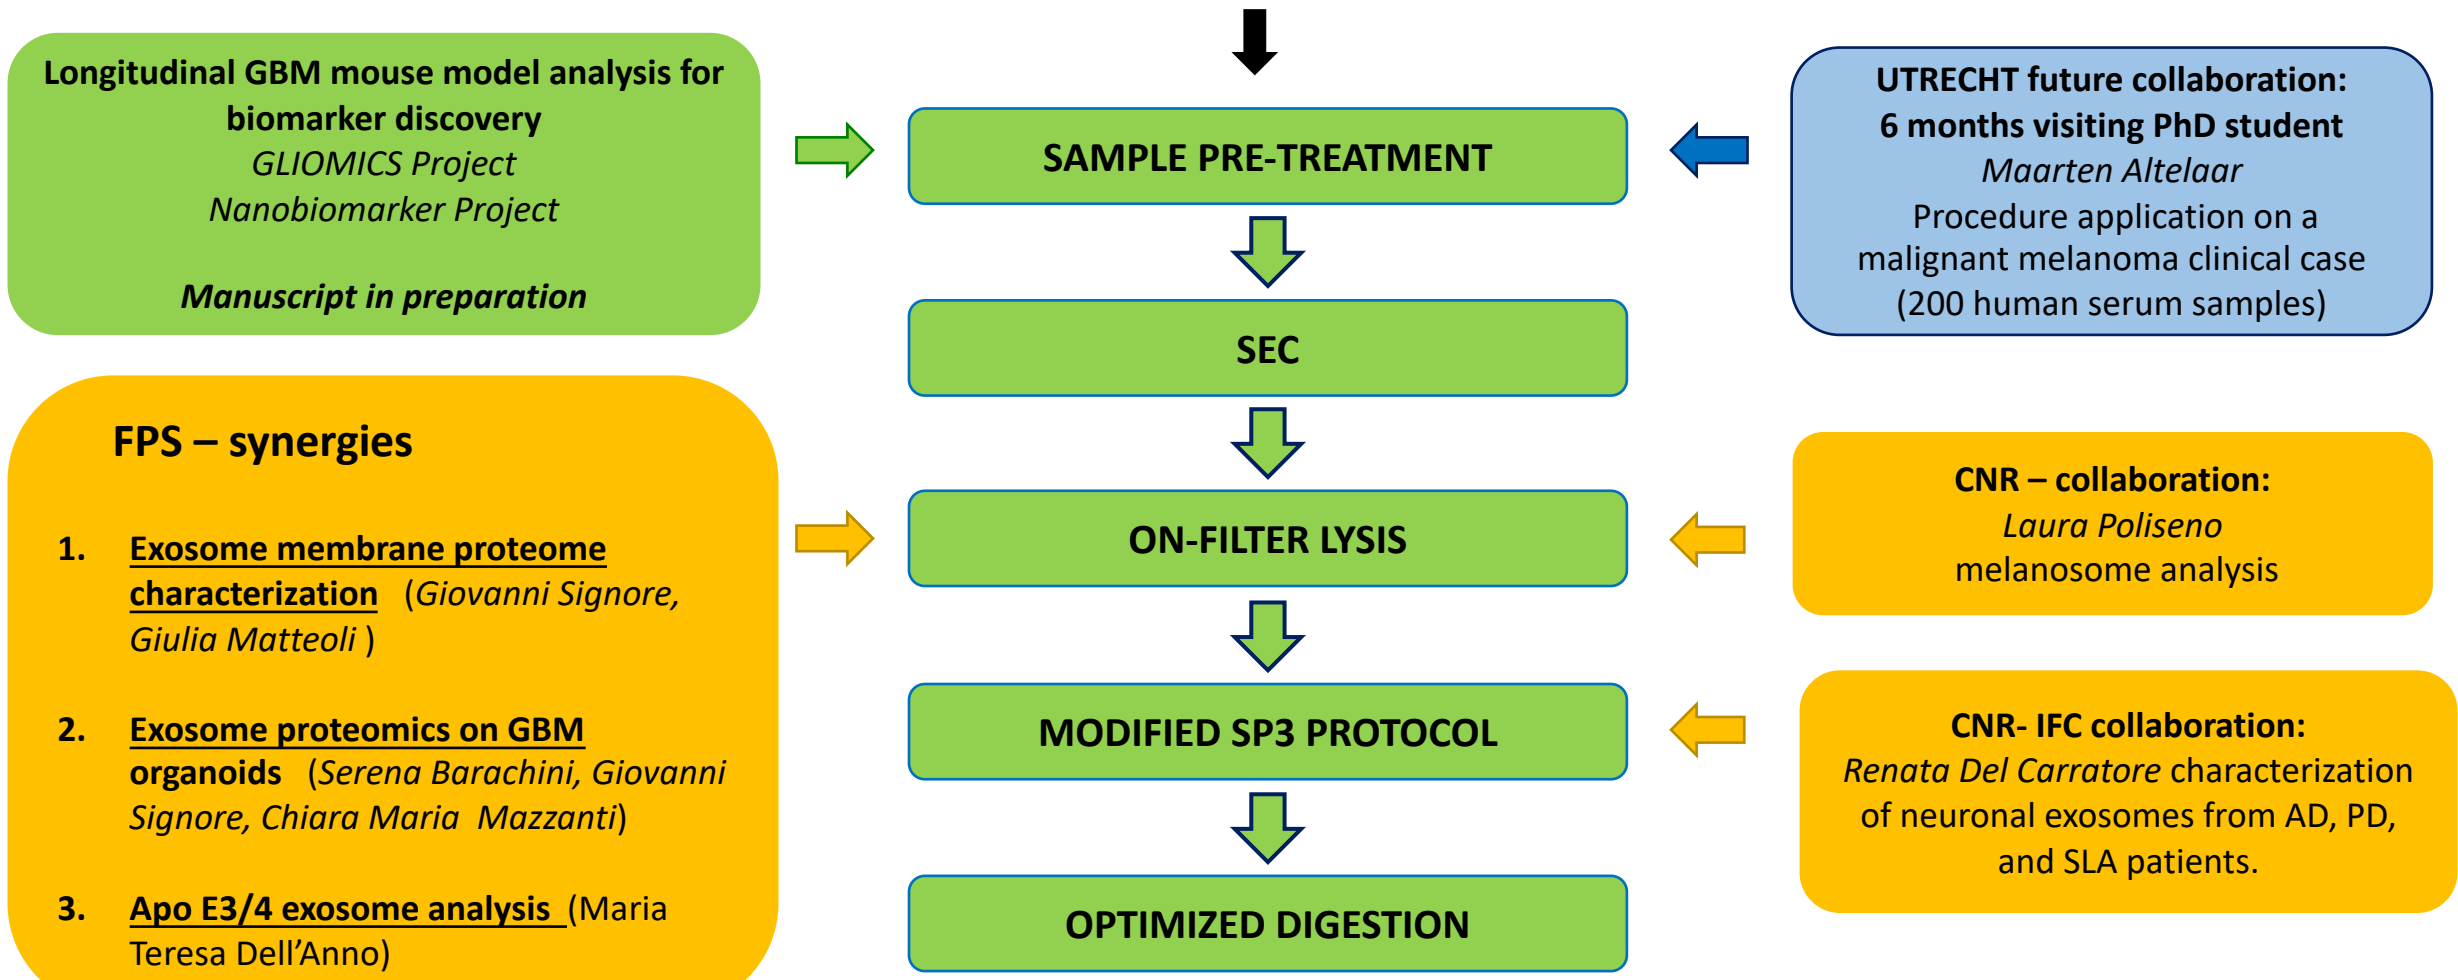 Longitudinal GBM mouse model analysis for
biomarker discovery
GLIOMICS Project
Nanobiomarker Project
Manuscript in preparation
FPS – synergies
1. Exosome membrane proteome
characterization (Giovanni Signore,
Giulia Matteoli )
2. Exosome proteomics on GBM
organoids (Serena Barachini, Giovanni
Signore, Chiara Maria Mazzanti)
3. Apo E3/4 exosome analysis (Maria
Teresa Dell’Anno)
SAMPLE PRE-TREATMENT
SEC
ON-FILTER LYSIS
MODIFIED SP3 PROTOCOL
OPTIMIZED DIGESTION
UTRECHT future collaboration:
6 months visiting PhD student
Maarten Altelaar
Procedure application on a
malignant melanoma clinical case
(200 human serum samples)
CNR – collaboration:
Laura Poliseno
melanosome analysis
CNR- IFC collaboration:
Renata Del Carratore characterization
of neuronal exosomes from AD, PD,
and SLA patients.